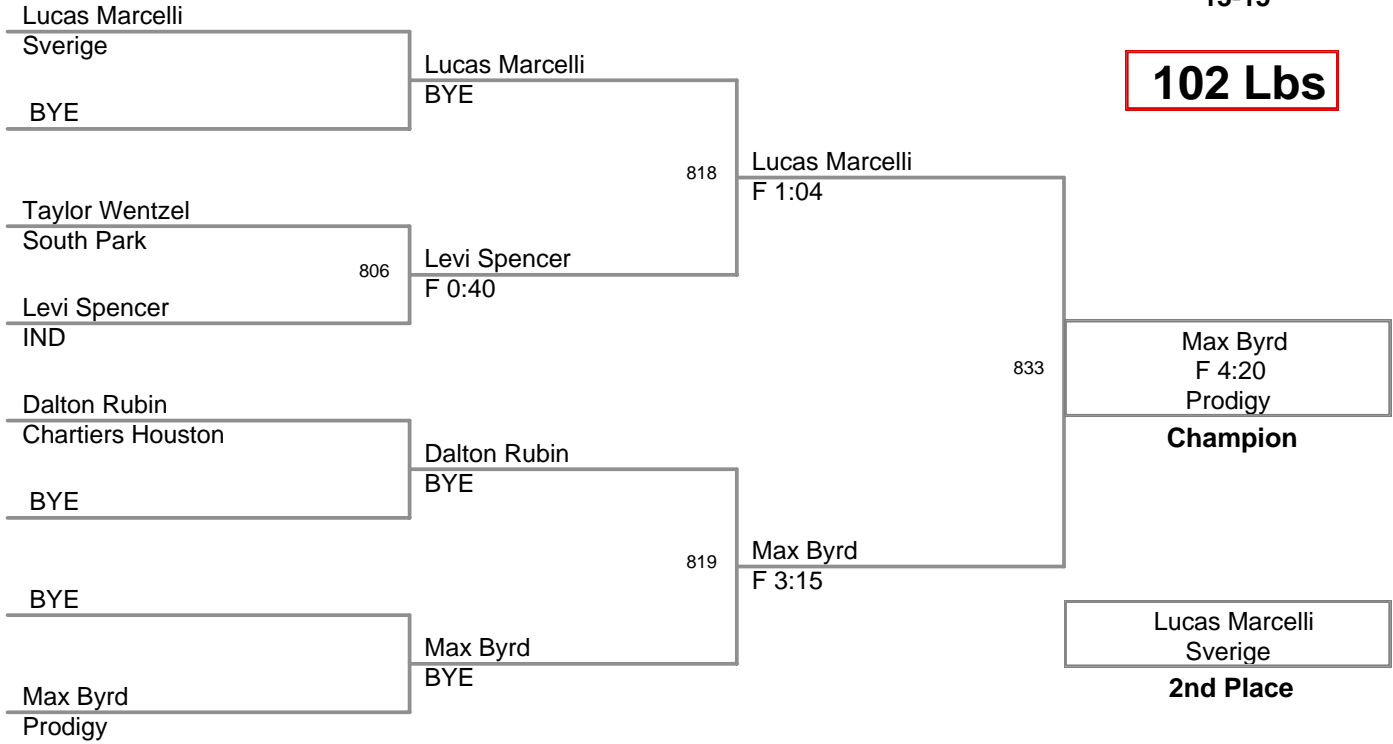 Lucas Marcelli
Sverige
BYE
Lucas Marcelli
BYE
Taylor Wentzel
South Park
806
Levi Spencer
IND
Levi Spencer
F 0:40
818
Lucas Marcelli
F 1:04
Dalton Rubin
Chartiers Houston
BYE
Dalton Rubin
BYE
BYE
Max Byrd
Prodigy
Max Byrd
BYE
819
Max Byrd
F 3:15
833
102 Lbs
Max Byrd
F 4:20
Prodigy
Champion
Lucas Marcelli
Sverige
2nd Place